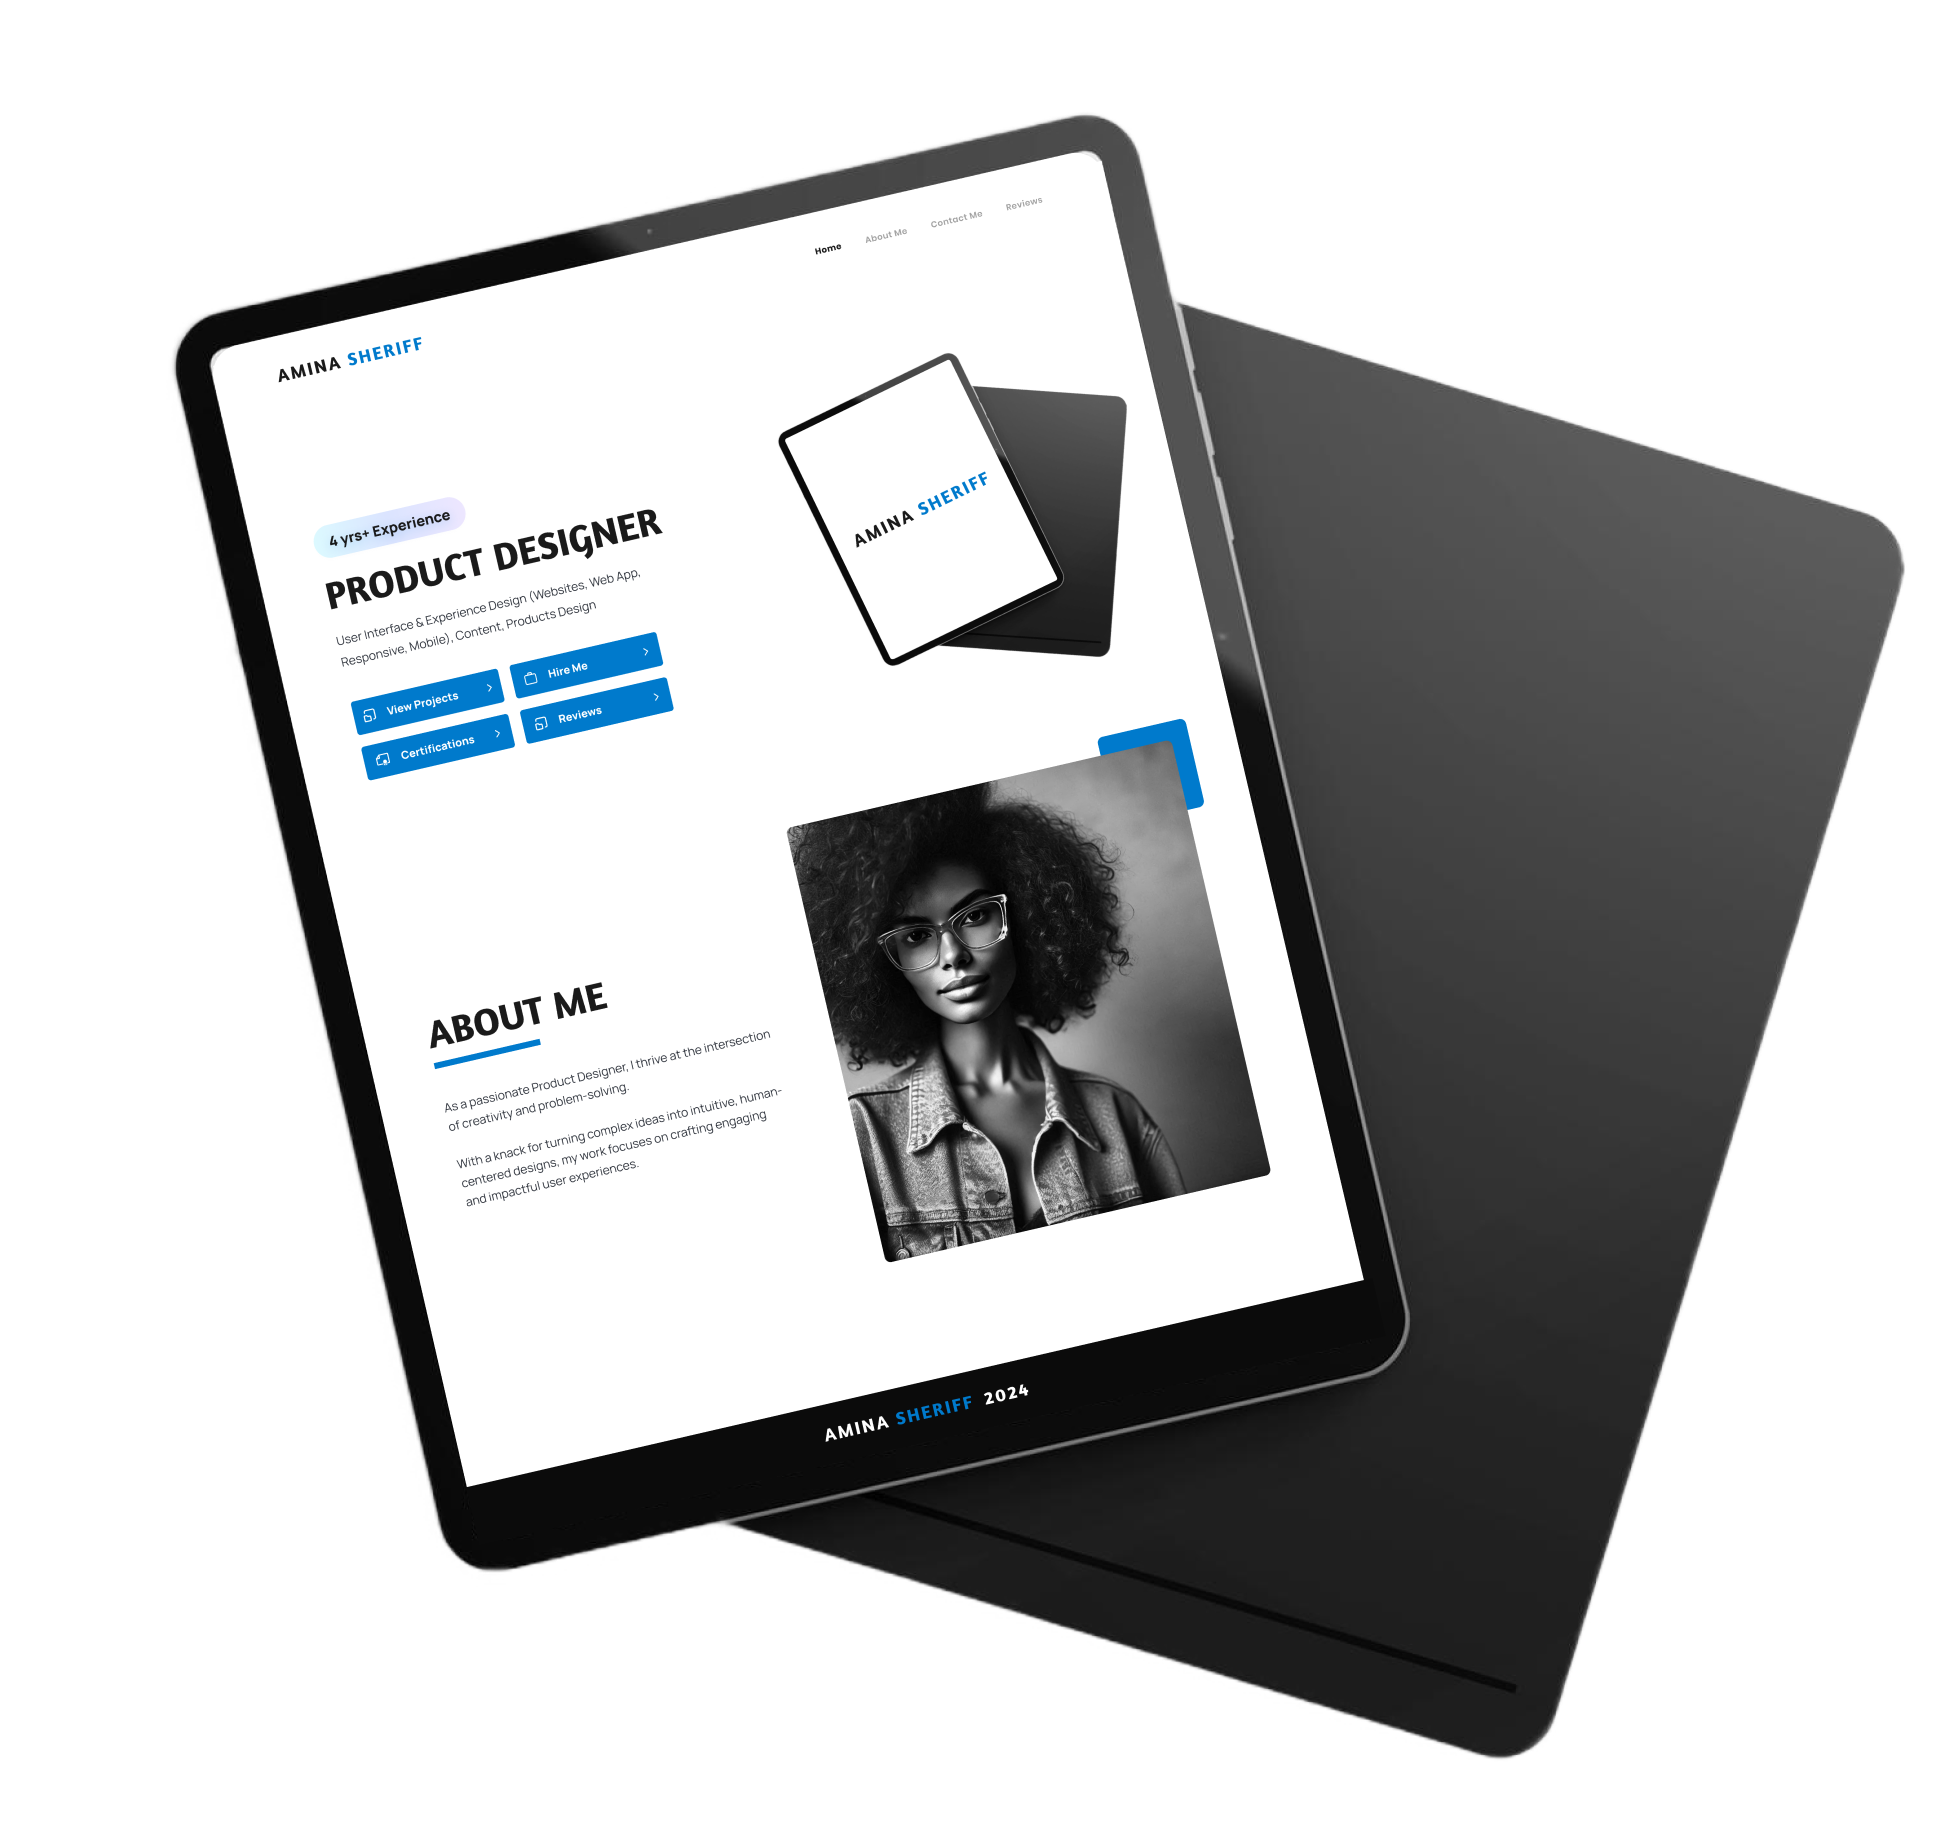 Home About Me Contact Me Reviews
AMINA SHERIFF
4 yrs+ Experience
PRODUCT DESIGNER
User Interface & Experience Design (Websites, Web App,
Responsive, Mobile), Content, Products Design
View Projects
Hire Me
Certifications
Reviews
AMINA SHERIFF
ABOUT ME
As a passionate Product Designer, I thrive at the intersection
of creativity and problem-solving.
With a knack for turning complex ideas into intuitive, human-
centered designs, my work focuses on crafting engaging
and impactful user experiences.
AMINA SHERIFF 2024